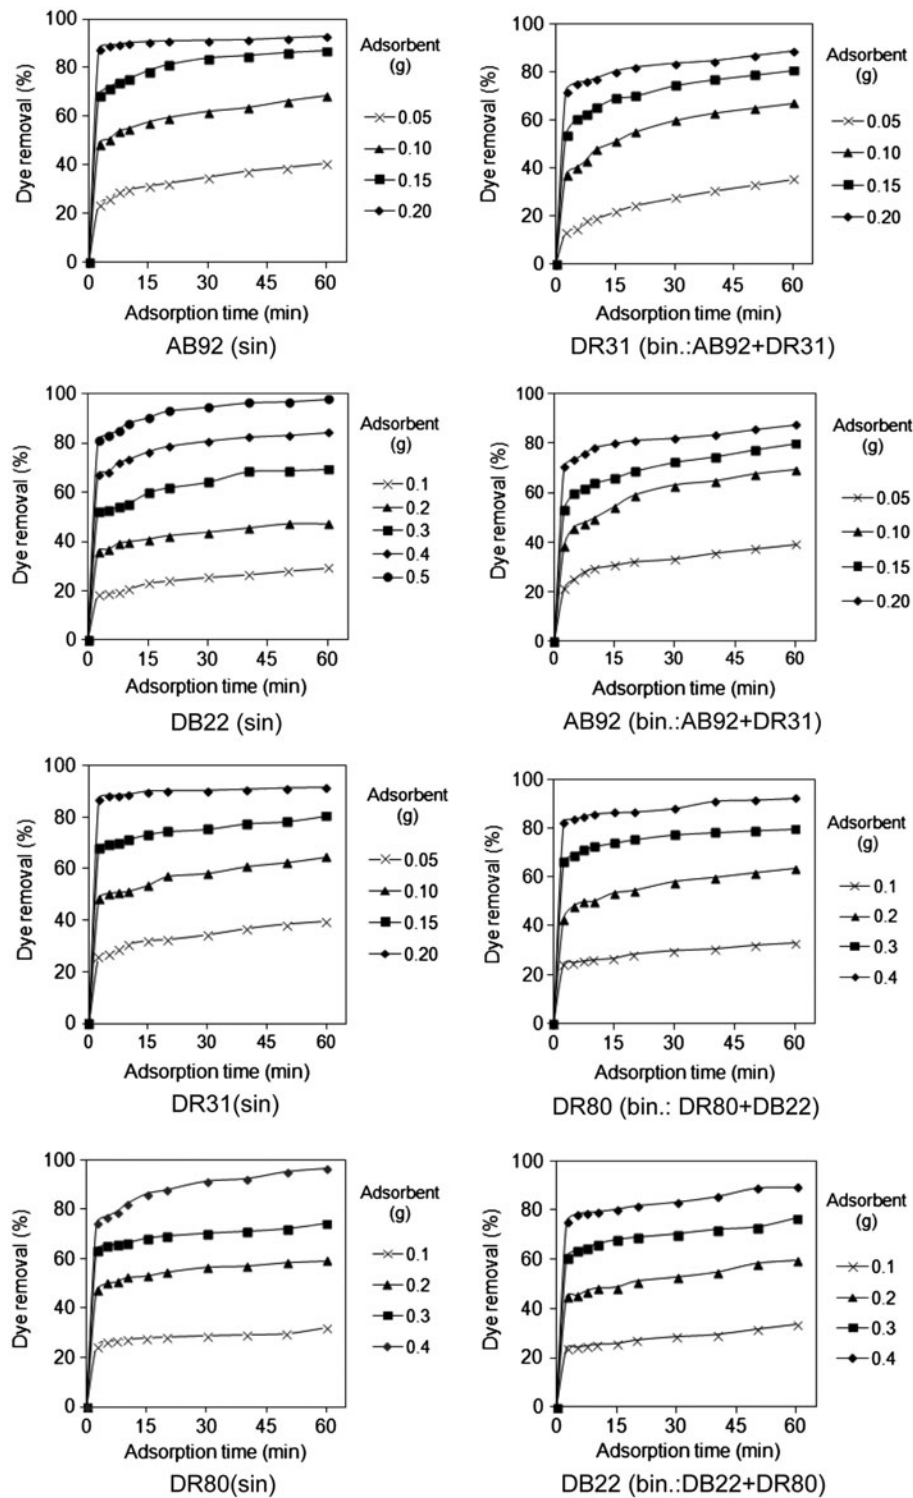 100
80
60
40
20
0
Dye removal (%)
0 15 30 45 60
Adsorption time (min)
Adsorbent
(g)
0.05
0.10
0.15
0.20
AB92 (sin)
100
80
60
40
20
0
Dye removal (%)
0 15 30 45 60
Adsorption time (min)
Adsorbent
(g)
0.05
0.10
0.15
0.20
DR31 (bin.:AB92+DR31)
100
80
60
40
20
0
Dye removal (%)
0 15 30 45 60
Adsorption time (min)
Adsorbent
(g)
0.1
0.2
0.3
0.4
0.5
DB22 (sin)
100
80
60
40
20
0
Dye removal (%)
0 15 30 45 60
Adsorption time (min)
Adsorbent
(g)
0.05
0.10
0.15
0.20
AB92 (bin.:AB92+DR31)
100
80
60
40
20
0
Dye removal (%)
0 15 30 45 60
Adsorption time (min)
Adsorbent
(g)
0.05
0.10
0.15
0.20
DR31(sin)
100
80
60
40
20
0
Dye removal (%)
0 15 30 45 60
Adsorption time (min)
Adsorbent
(g)
0.1
0.2
0.3
0.4
DR80 (bin.: DR80+DB22)
100
80
60
40
20
0
Dye removal (%)
0 15 30 45 60
Adsorption time (min)
Adsorbent
(g)
0.1
0.2
0.3
0.4
DR80(sin)
100
80
60
40
20
0
Dye removal (%)
0 15 30 45 60
Adsorption time (min)
Adsorbent
(g)
0.1
0.2
0.3
0.4
DB22 (bin.:DB22+DR80)